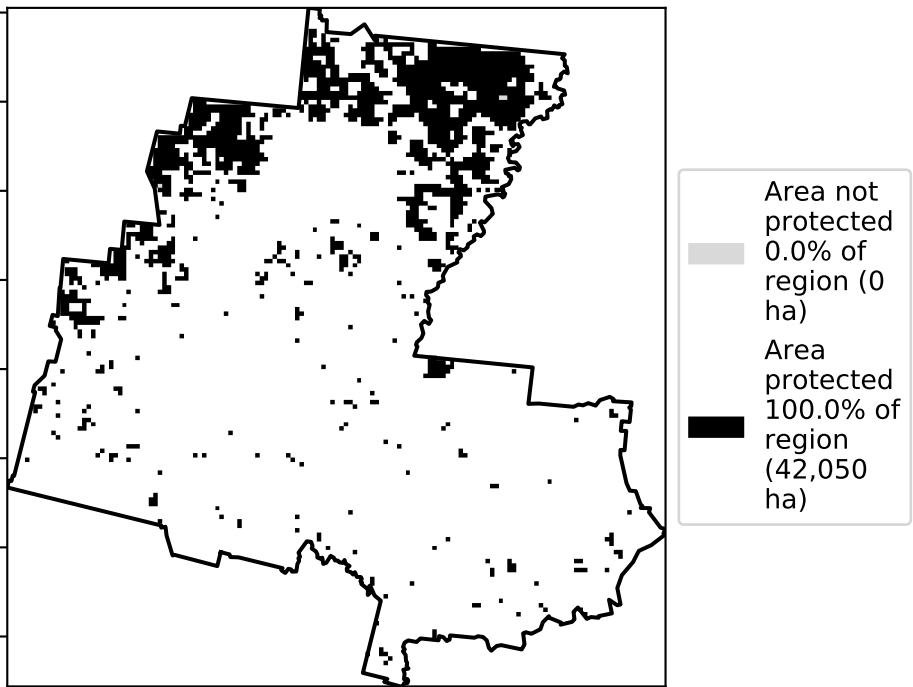 Area not
protected
0.0% of
region (0
ha)
Area
protected
100.0% of
region
(42,050
ha)